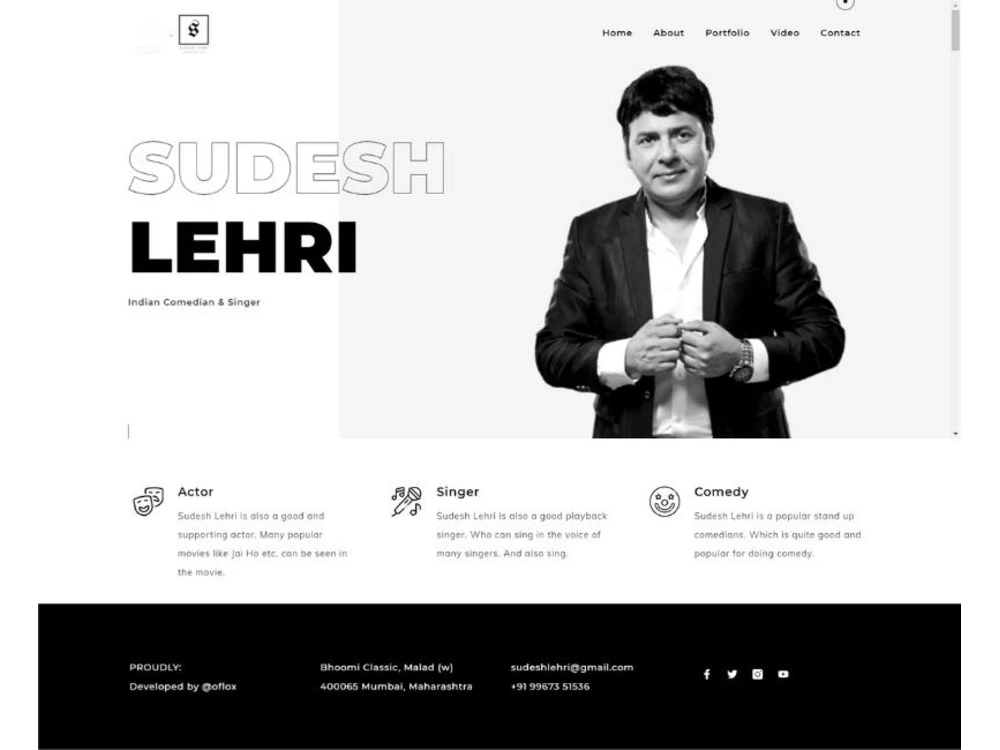 Home About Portfolio Video Contact
SUDESH
LEHRI
Indian Comedian & Singer
Actor
Sudesh Lehri is also a good and
supporting actor. Many popular
movies like Jai Ho etc. can be seen in
the movie.
Singer
Sudesh Lehri is also a good playback
singer. Who can sing in the voice of
many singers. And also sing.
Comedy
Sudesh Lehri is a popular stand up
comedians. Which is quite good and
popular for doing comedy.
PROUDLY:
Developed by @oflox
Bhoomi Classic, Malad (w)
400065 Mumbai, Maharashtra
sudeshlehri@gmail.com
+91 99673 51536